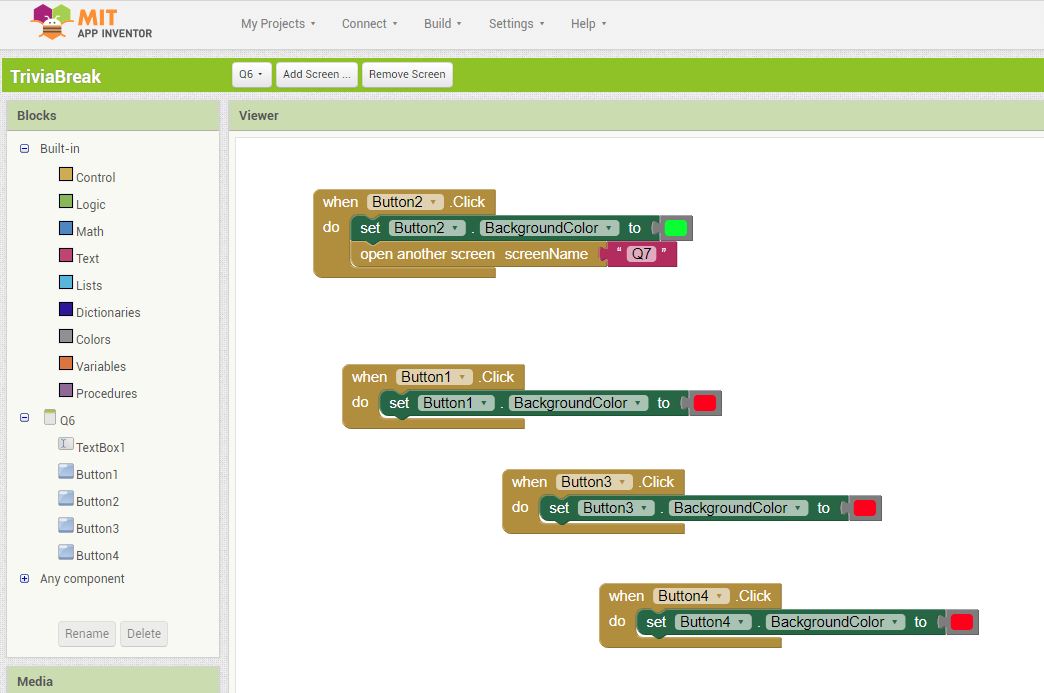 MIT
APP INVENTOR
My Projects Connect Build Settings Help
TriviaBreak
Q6 Add Screen ... Remove Screen
Blocks
Built-in
Control
Logic
Math
Text
Lists
Dictionaries
Colors
Variables
Procedures
Q6
TextBox1
Button1
Button2
Button3
Button4
Any component
Rename Delete
Media
Viewer
when Button2 .Click
do set Button2 . BackgroundColor to
open another screen screenName “ Q7 ”
when Button1 .Click
do set Button1 . BackgroundColor to
when Button3 .Click
do set Button3 . BackgroundColor to
when Button4 .Click
do set Button4 . BackgroundColor to